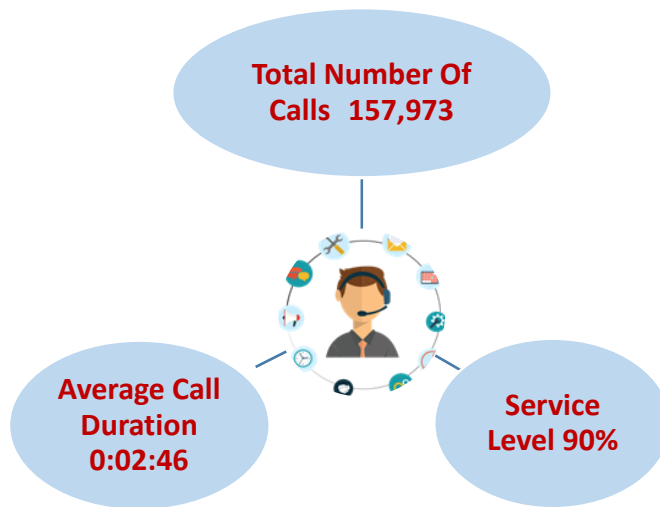 Total Number Of
Calls 157,973
Average Call
Duration
0:02:46
Service
Level 90%